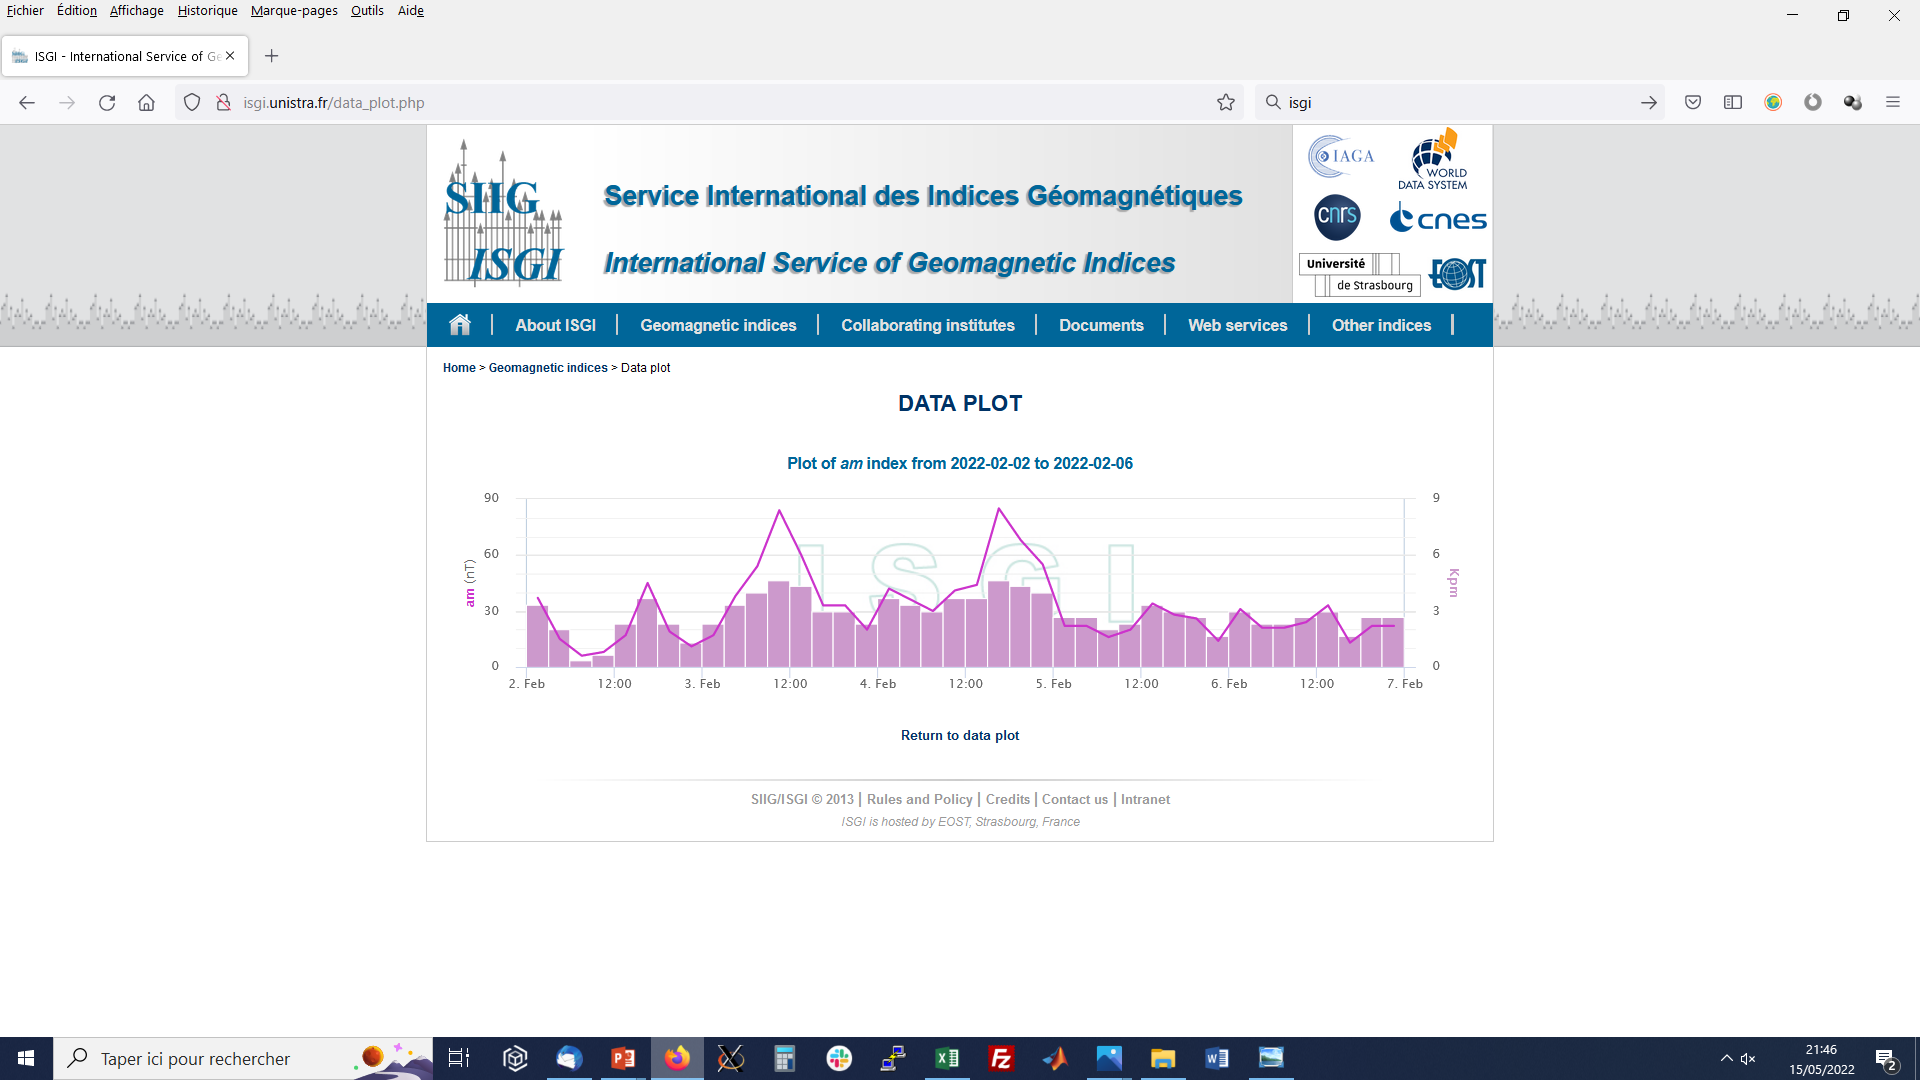 Fichier Édition Affichage Historique Marque-pages Outils Aide
ISGI - International Service of Ge
isgi.unistra.fr/data_plot.php
isgi
SIIG
ISGI
Service International des Indices Géomagnétiques
International Service of Geomagnetic Indices
IAGA
WORLD
DATA SYSTEM
cnrs
cnes
Université
de Strasbourg
EOST
About ISGI
Geomagnetic indices
Collaborating institutes
Documents
Web services
Other indices
Home > Geomagnetic indices > Data plot
DATA PLOT
Plot of am index from 2022-02-02 to 2022-02-06
90
60
30
0
am (nT)
ISGI
9
6
3
0
Kpm
2. Feb 12:00 3. Feb 12:00 4. Feb 12:00 5. Feb 12:00 6. Feb 12:00 7. Feb
Return to data plot
SIIG/ISGI © 2013 | Rules and Policy | Credits | Contact us | Intranet
ISGI is hosted by EOST, Strasbourg, France
Taper ici pour rechercher
21:46
15/05/2022
2